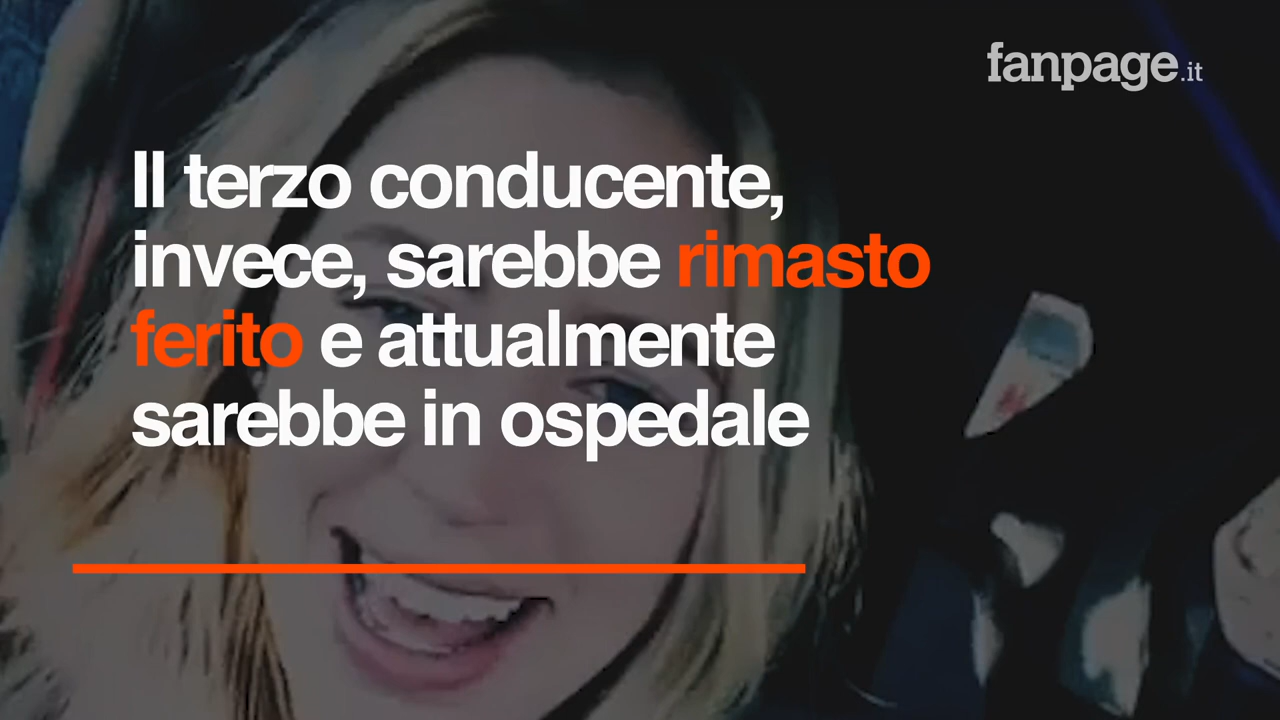 fanpage.it
Il terzo conducente,
invece, sarebbe rimasto
ferito e attualmente
sarebbe in ospedale